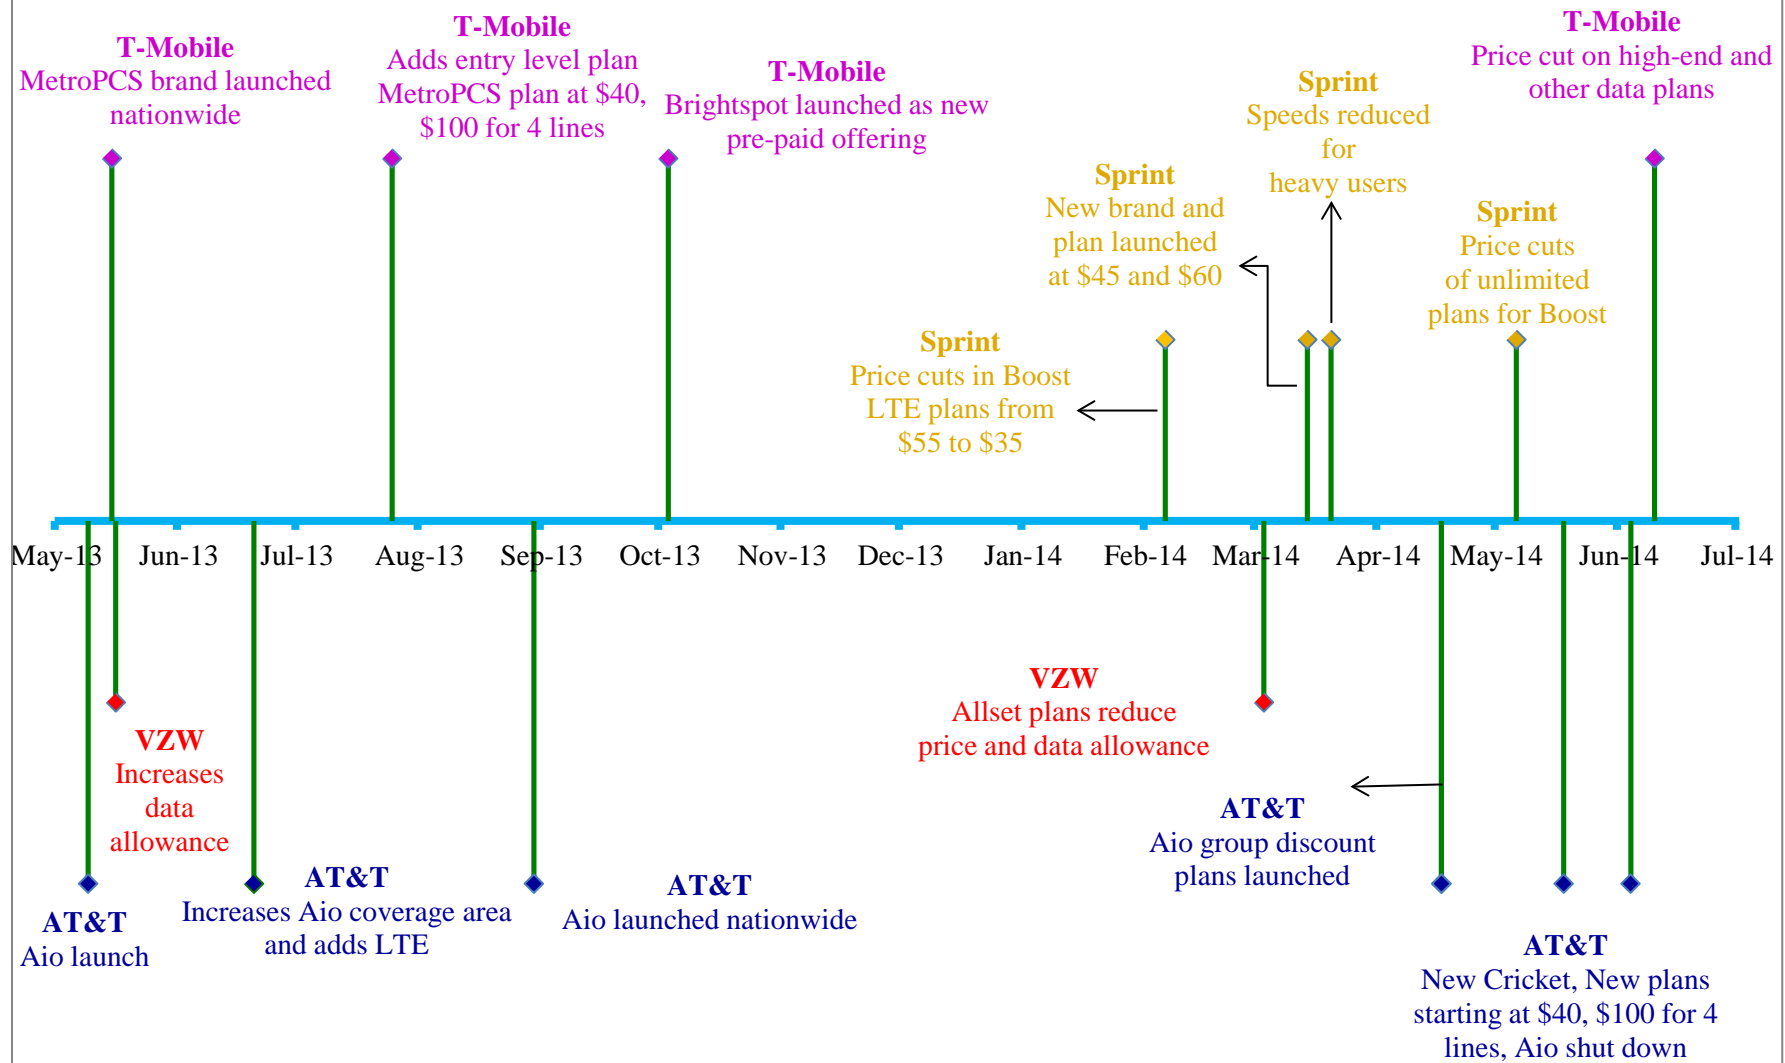 T-Mobile
MetroPCS brand launched
nationwide
T-Mobile
Adds entry level plan
MetroPCS plan at $40,
$100 for 4 lines
T-Mobile
Brightspot launched as new
pre-paid offering
Sprint
Price cuts in Boost
LTE plans from
$55 to $35
Sprint
New brand and
plan launched
at $45 and $60
Sprint
Speeds reduced
for
heavy users
Sprint
Price cuts
of unlimited
plans for Boost
T-Mobile
Price cut on high-end and
other data plans
May-13 Jun-13 Jul-13 Aug-13 Sep-13 Oct-13 Nov-13 Dec-13 Jan-14 Feb-14 Mar-14 Apr-14 May-14 Jun-14 Jul-14
AT&T
Aio launch
VZW
Increases
data
allowance
AT&T
Increases Aio coverage area
and adds LTE
AT&T
Aio launched nationwide
VZW
Allset plans reduce
price and data allowance
AT&T
Aio group discount
plans launched
AT&T
New Cricket, New plans
starting at $40, $100 for 4
lines, Aio shut down